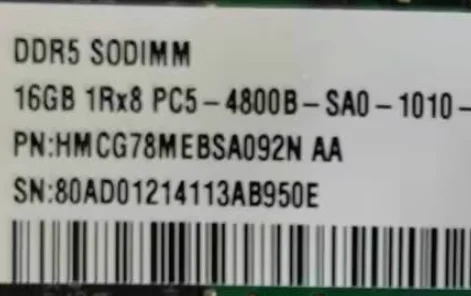 DDR5 SODIMM
16GB 1Rx8 PC5-4800B-SA0-1010-
PN:HMCG78MEBSA092N AA
SN:80AD01214113AB950E